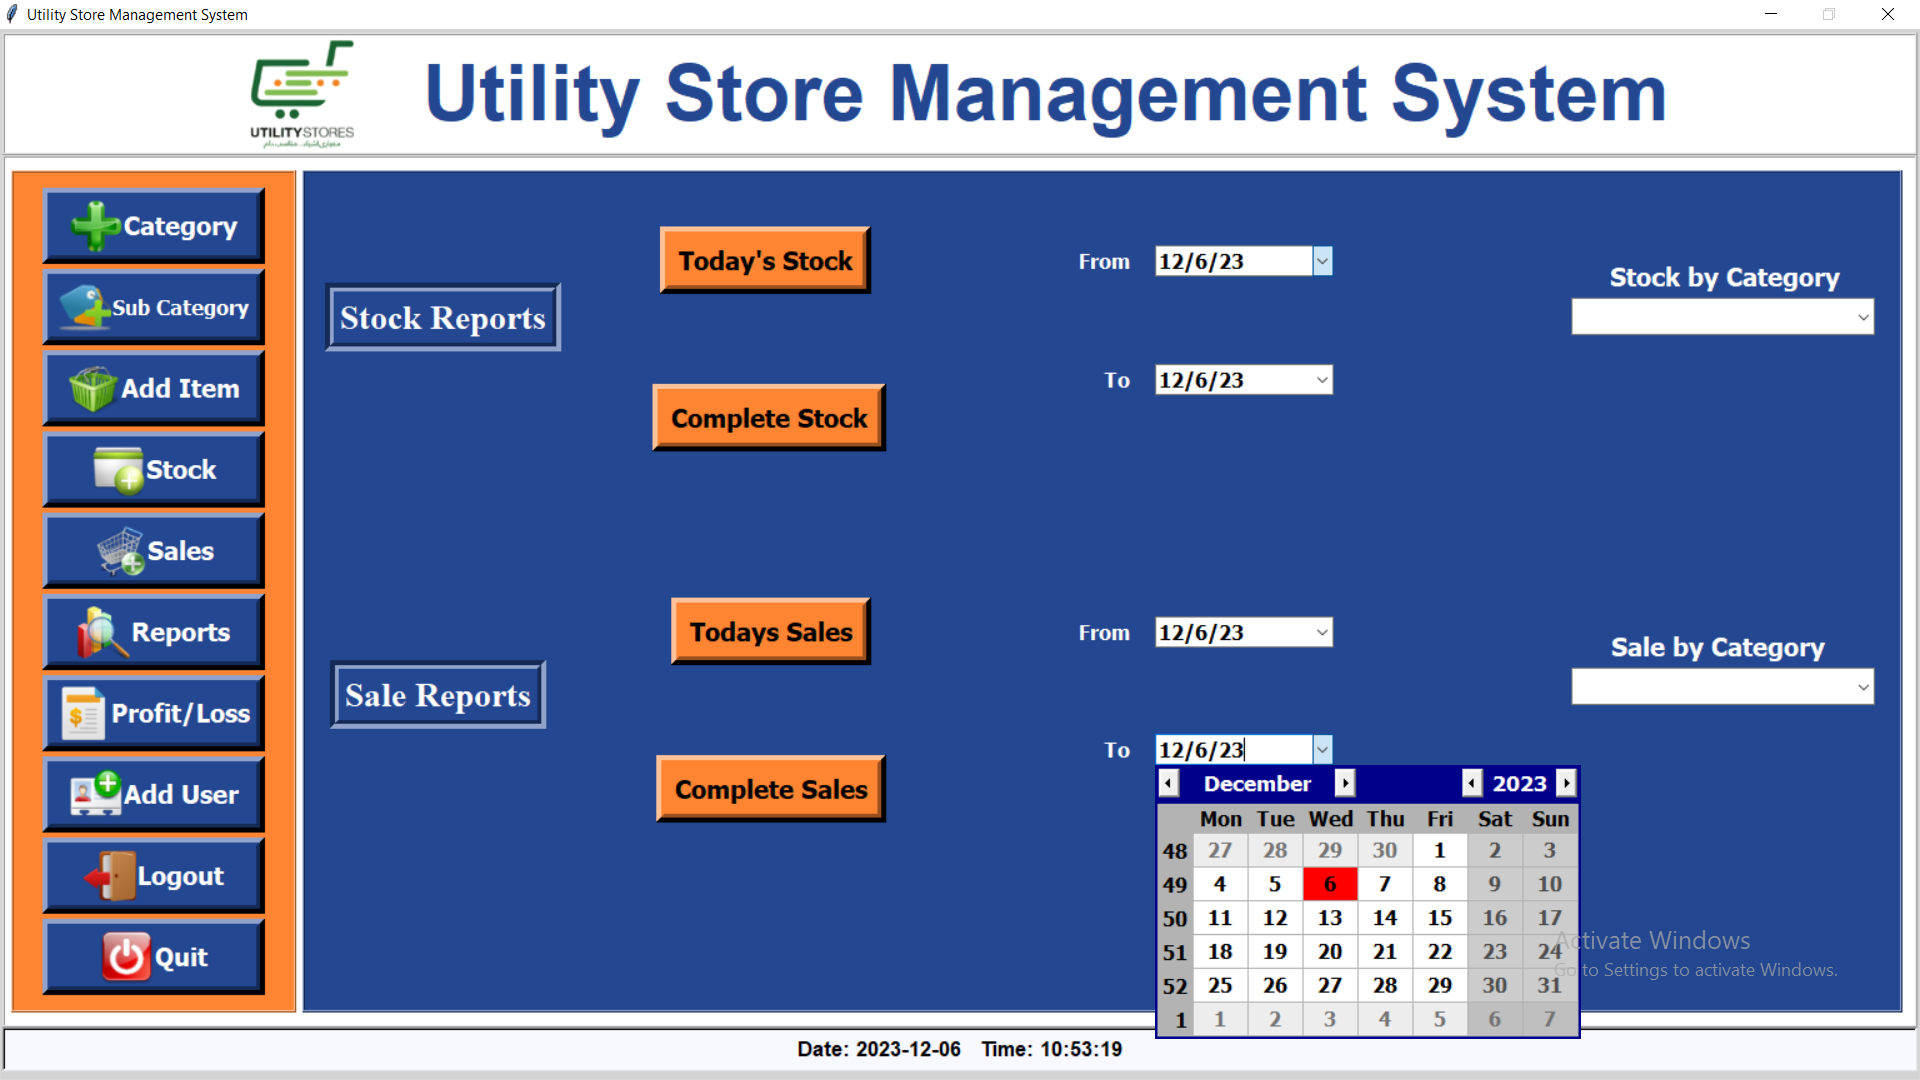 Utility Store Management System
UTILITYSTORES
Utility Store Management System
Category
Sub Category
Add Item
Stock
Sales
Reports
Profit/Loss
Add User
Logout
Quit
Stock Reports
Today's Stock
Complete Stock
From 12/6/23
To 12/6/23
Stock by Category
Sale Reports
Todays Sales
Complete Sales
From 12/6/23
To 12/6/23
Sale by Category
December 2023
Mon Tue Wed Thu Fri Sat Sun
48 27 28 29 30 1 2 3
49 4 5 6 7 8 9 10
50 11 12 13 14 15 16 17
51 18 19 20 21 22 23 24
52 25 26 27 28 29 30 31
1 1 2 3 4 5 6 7
Activate Windows
Go to Settings to activate Windows.
Date: 2023-12-06 Time: 10:53:19